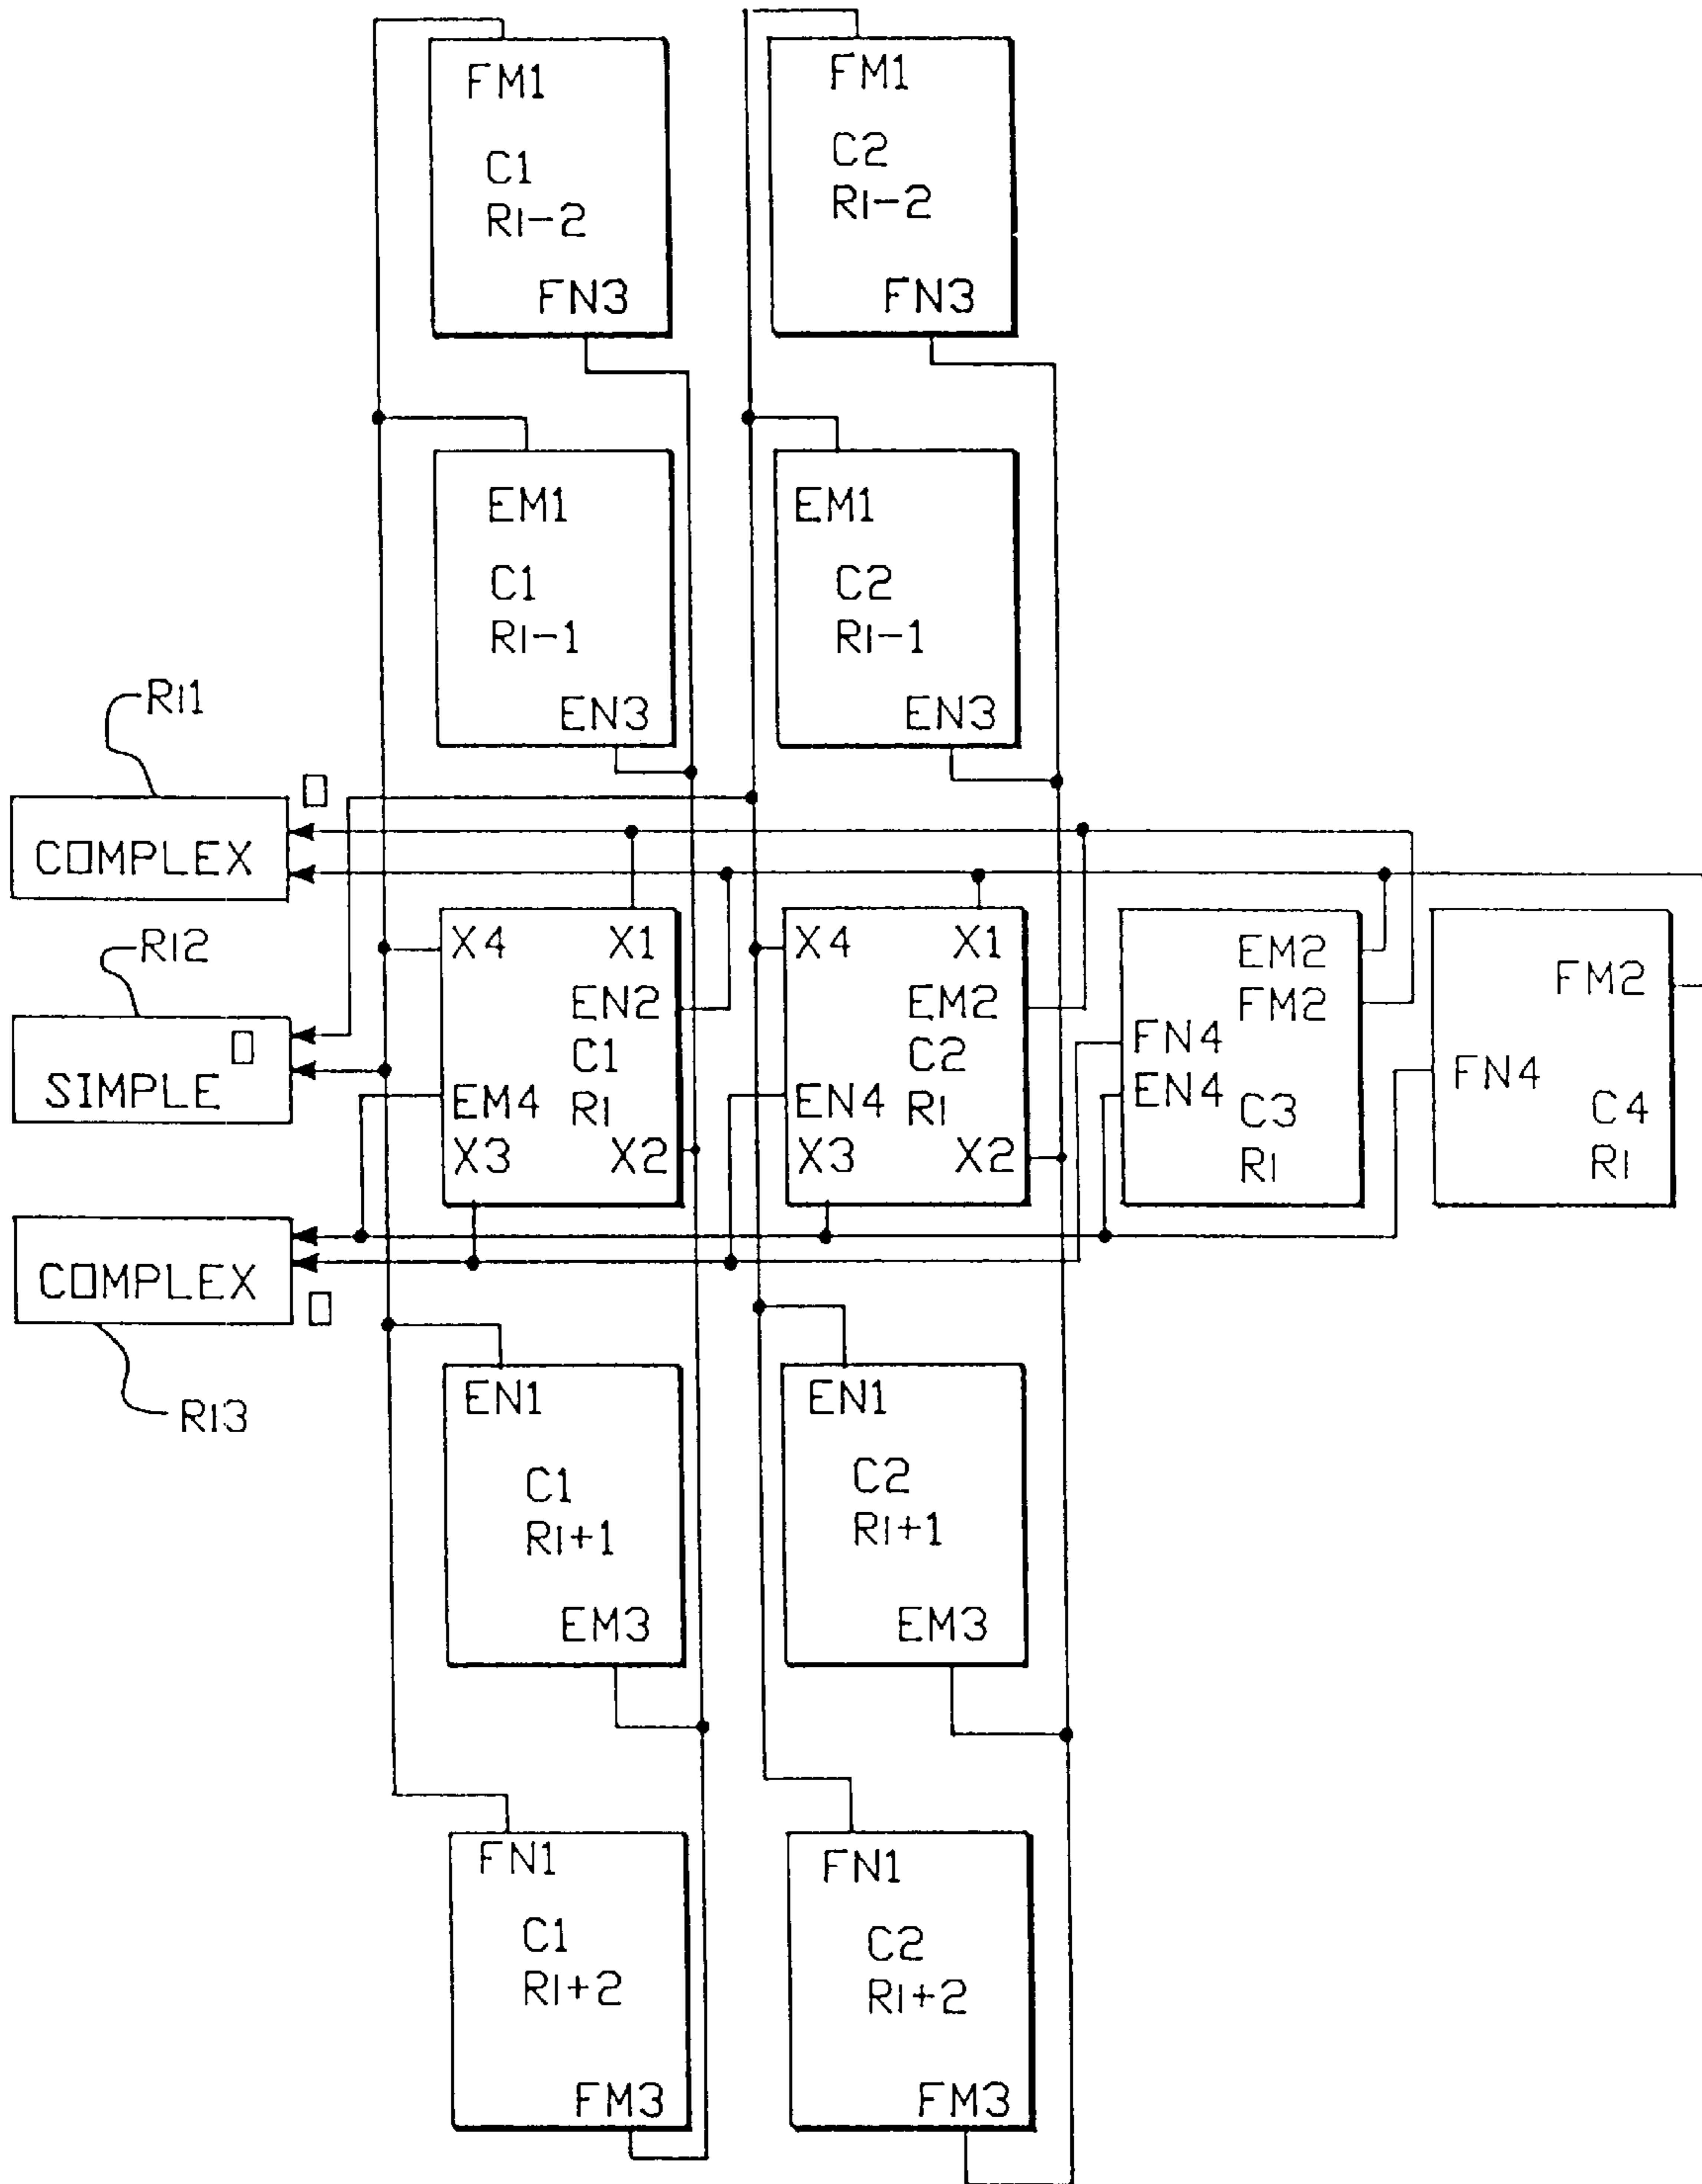 FM1
C1
RI-2
FN3
FM1
C2
RI-2
FN3
EM1
C1
RI-1
EN3
EM1
C2
RI-1
EN3
RI1
COMPLEX
RI2
SIMPLE
COMPLEX
RI3
X4 X1
EN2
C1
EM4 RI
X3 X2
X4 X1
EM2
C2
EN4 RI
X3 X2
EM2
FM2
FN4
EN4 C3
RI
FM2
FN4
C4
RI
EN1
C1
RI+1
EM3
EN1
C2
RI+1
EM3
FN1
C1
RI+2
FM3
FN1
C2
RI+2
FM3